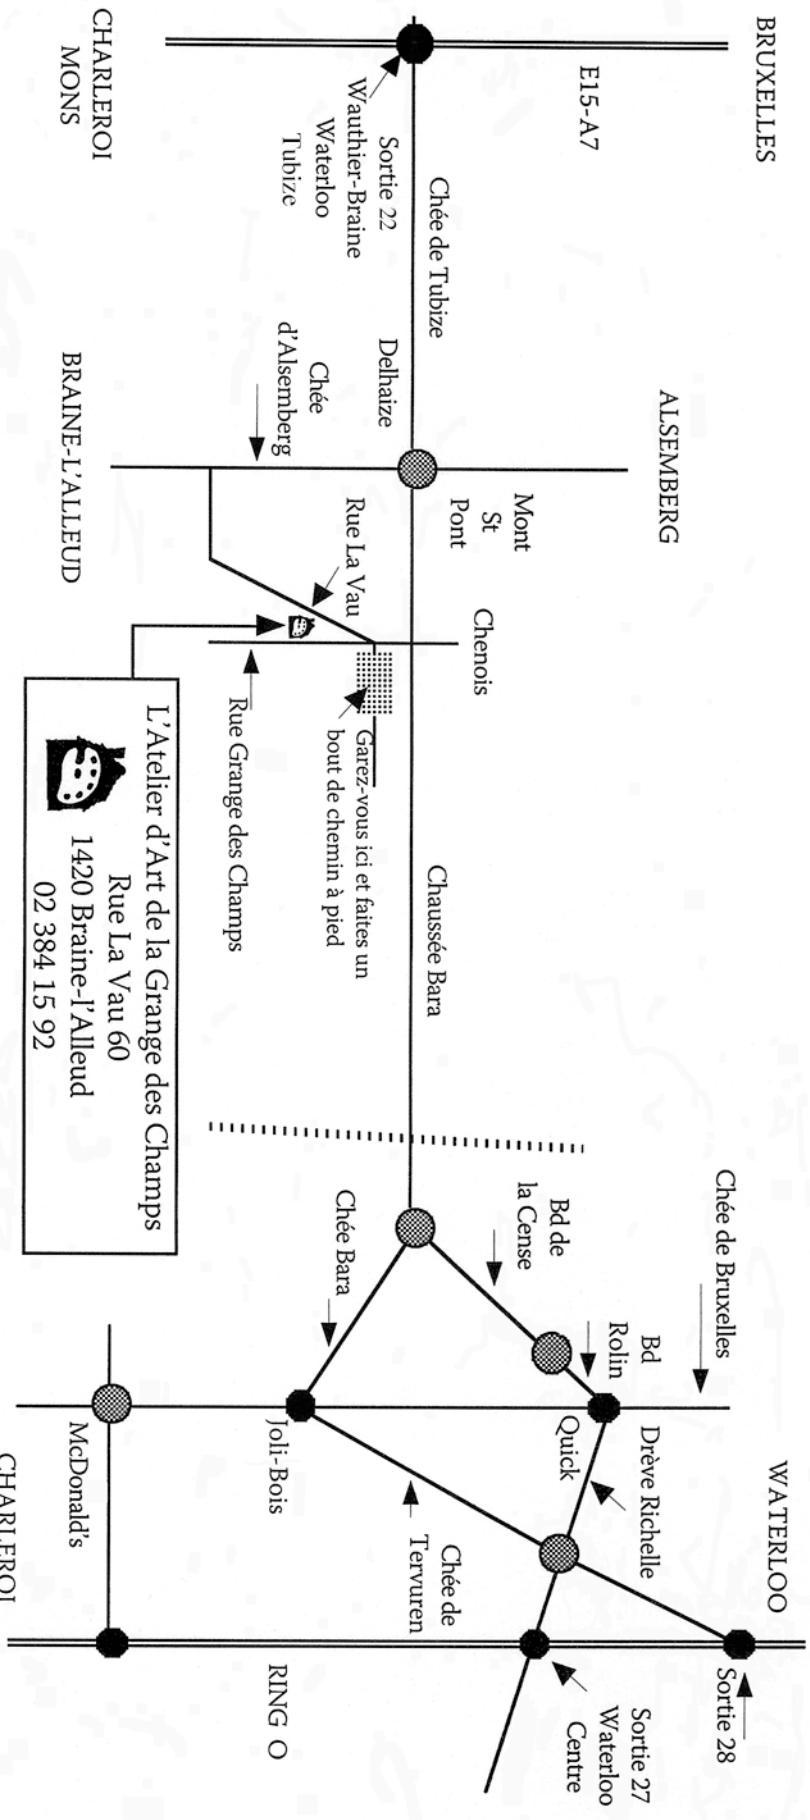 BRUXELLES
E15-A7
CHARLEROI
MONS
Sortie 22
Wauthier-Braine
Waterloo
Tubize
Chée de Tubize
Delhaize
Chée
d'Alsemberg
BRAINE-L'ALLEUD
ALSEMBERG
Mont
St
Pont
Rue La Vau
Chenois
Rue Grange des Champs
Garez-vous ici et faites un
bout de chemin à pied
Chaussée Bara
L'Atelier d'Art de la Grange des Champs
Rue La Vau 60
1420 Braine-l'Alleud
02 384 15 92
Chée de Bruxelles
Bd de
la Cense
Chée Bara
Bd
Rolin
Quick
Drève Richelle
Joli-Bois
McDonald's
Chée de
Tervuren
WATERLOO
CHARLEROI
RING O
Sortie 28
Sortie 27
Waterloo
Centre